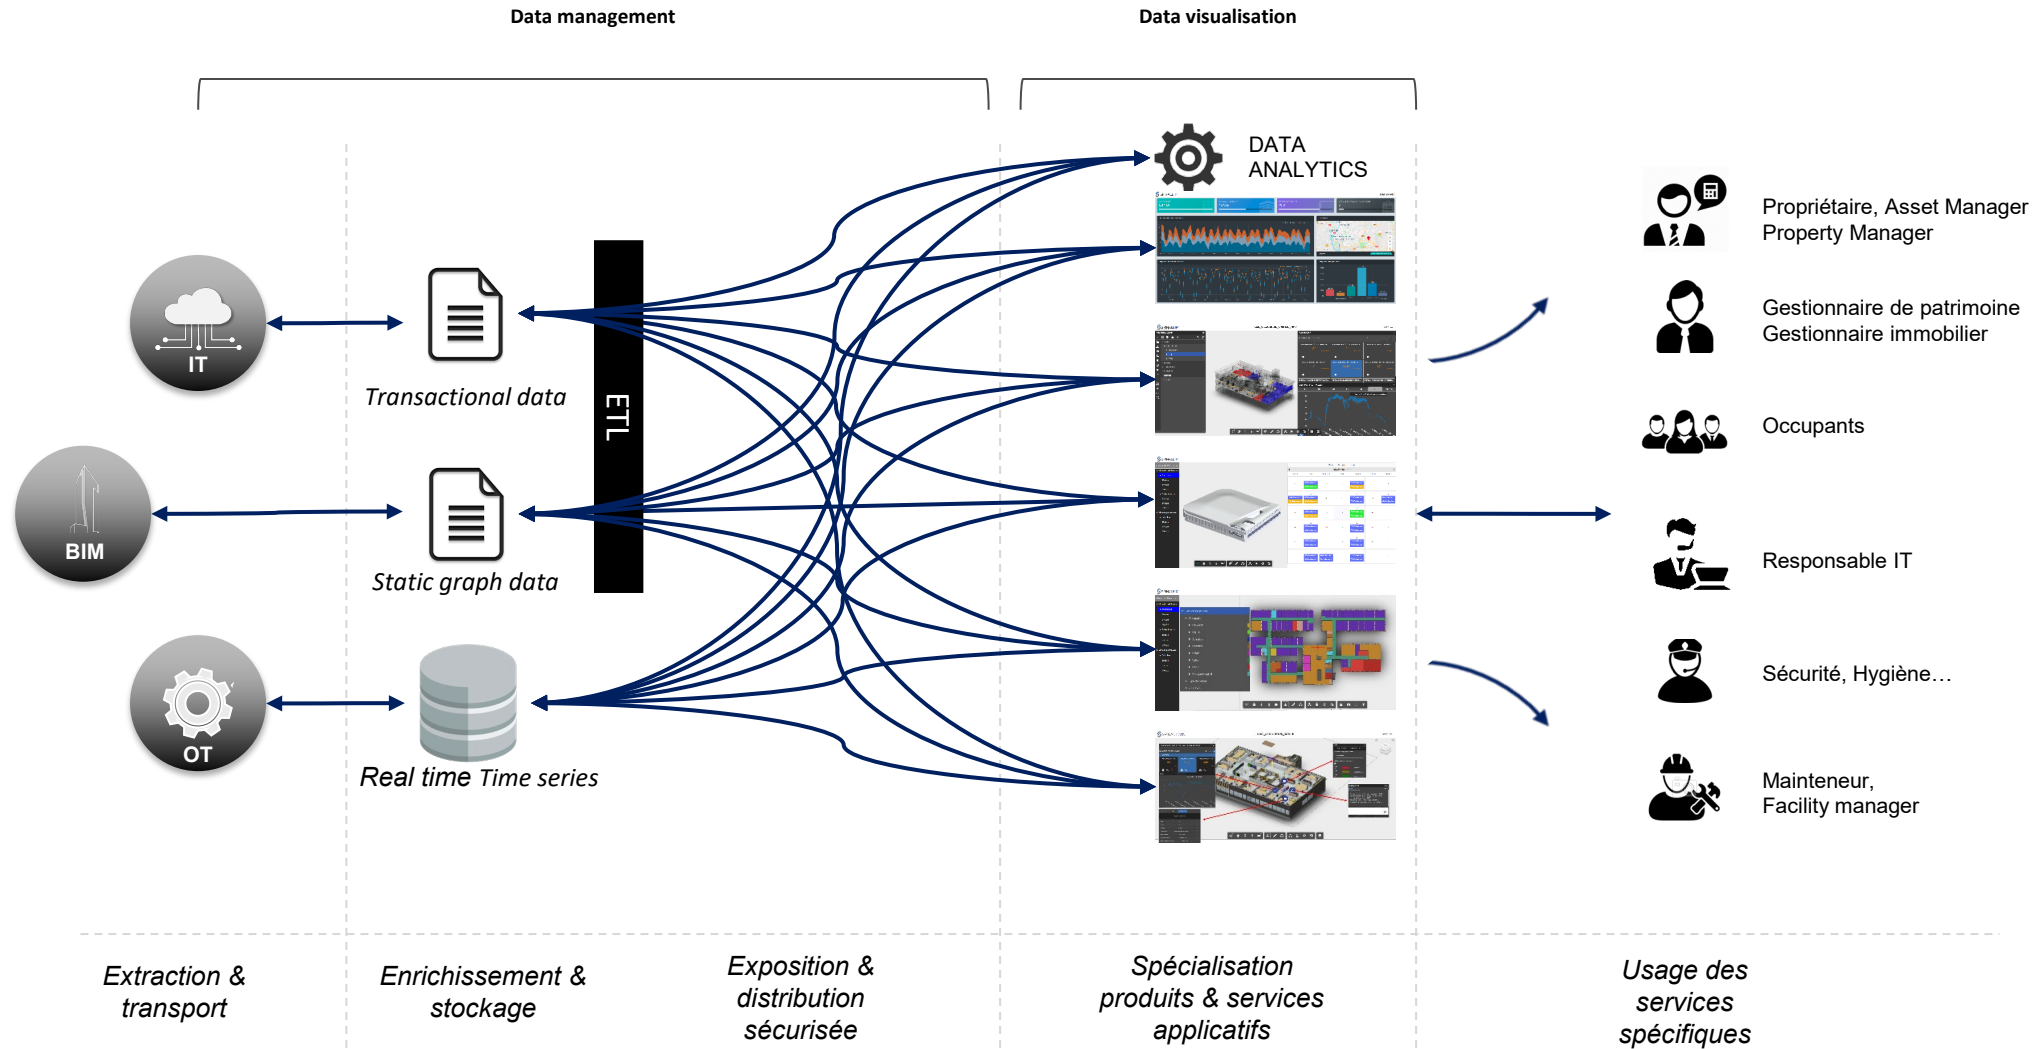 Data management
Data visualisation
DATA
ANALYTICS
IT
Transactional data
ETL
BIM
Static graph data
OT
Real time Time series
Propriétaire, Asset Manager
Property Manager
Gestionnaire de patrimoine
Gestionnaire immobilier
Occupants
Responsable IT
Sécurité, Hygiène…
Mainteneur,
Facility manager
Extraction &
transport
Enrichissement &
stockage
Exposition &
distribution
sécurisée
Spécialisation
produits & services
applicatifs
Usage des
services
spécifiques